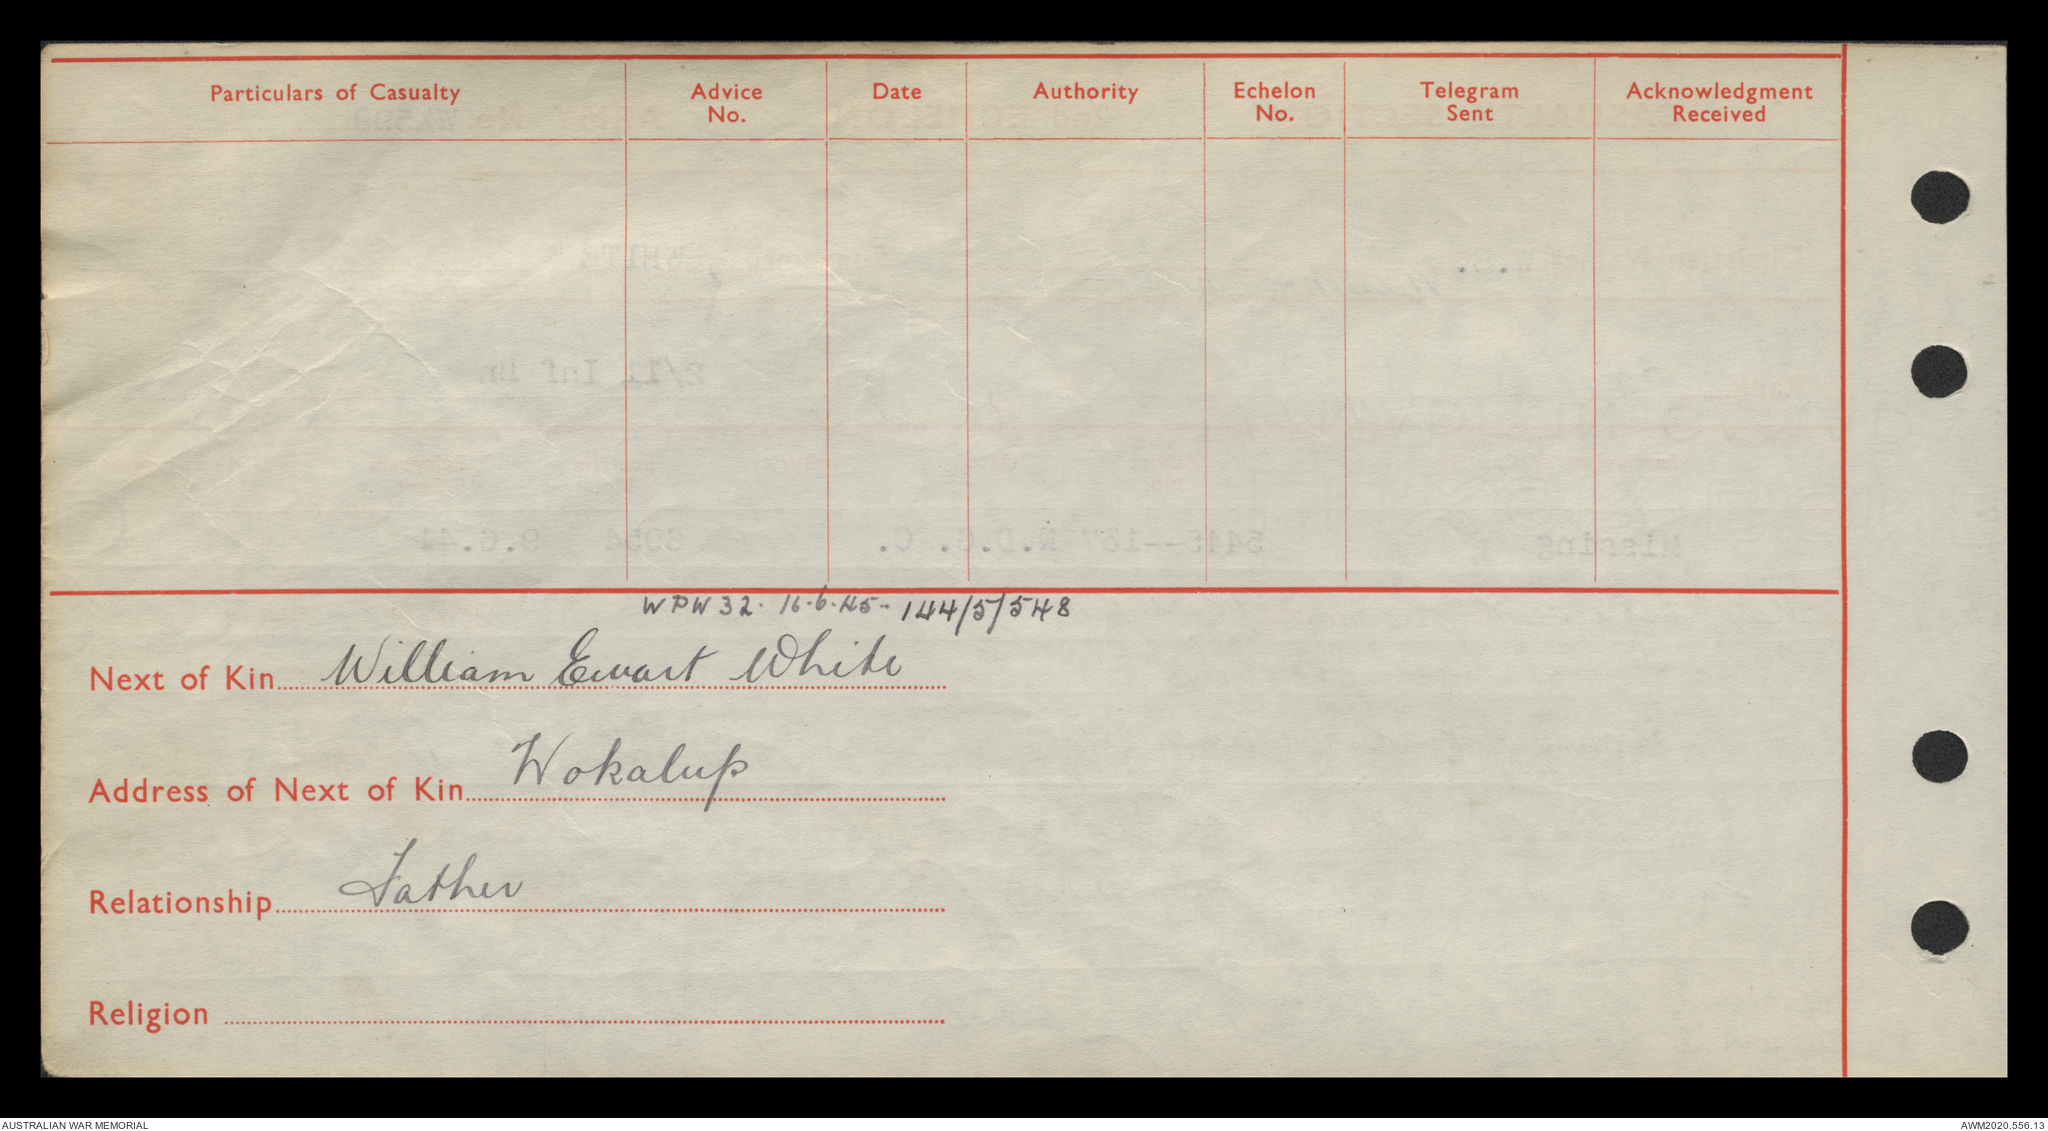 Particulars of Casualty Advice No. Date Authority Echelon No. Telegram Sent Acknowledgment Received
WPW 32. 16.6.45.. 144/5/548
Next of Kin William Ewart White
Address of Next of Kin Wokalup
Relationship Father
Religion
AUSTRALIAN WAR MEMORIAL AWM2020.556.13